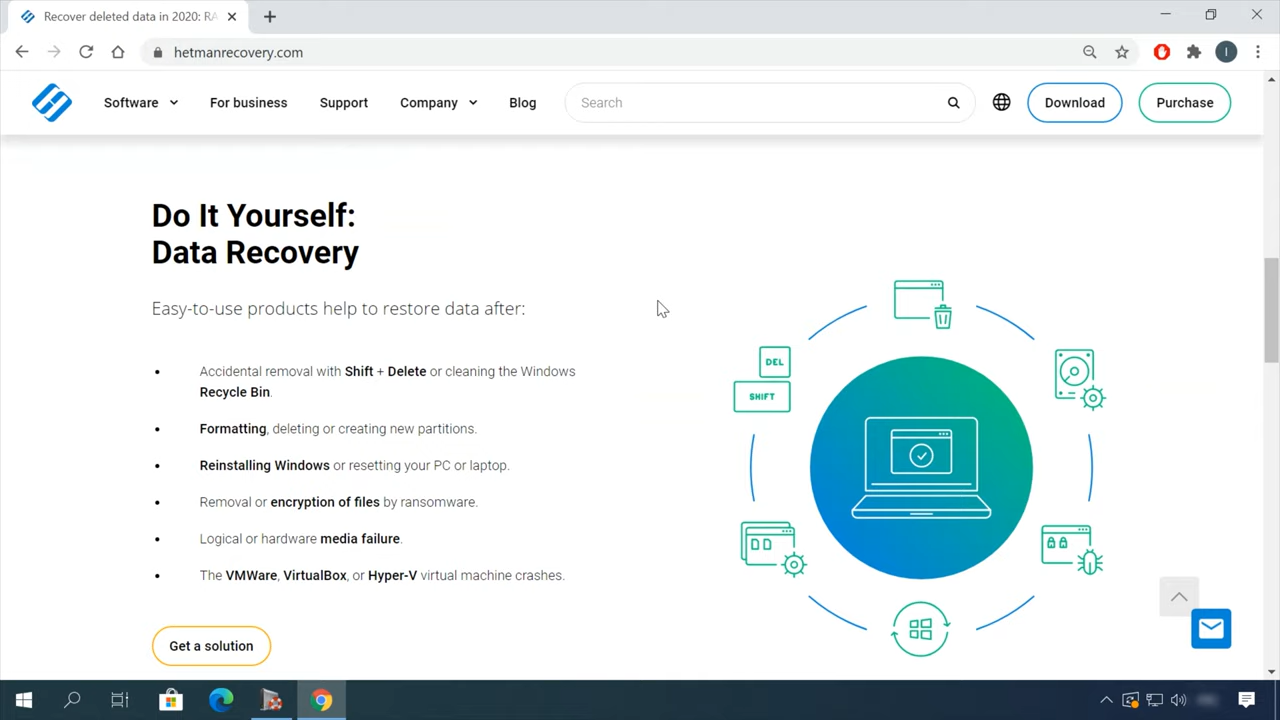 Recover deleted data in 2020: RA
hetmanrecovery.com
I
Software
For business
Support
Company
Blog
Search
Download
Purchase
Do It Yourself:
Data Recovery
Easy-to-use products help to restore data after:
Accidental removal with Shift + Delete or cleaning the Windows
Recycle Bin.
Formatting, deleting or creating new partitions.
Reinstalling Windows or resetting your PC or laptop.
Removal or encryption of files by ransomware.
Logical or hardware media failure.
The VMWare, VirtualBox, or Hyper-V virtual machine crashes.
Get a solution
DEL
SHIFT